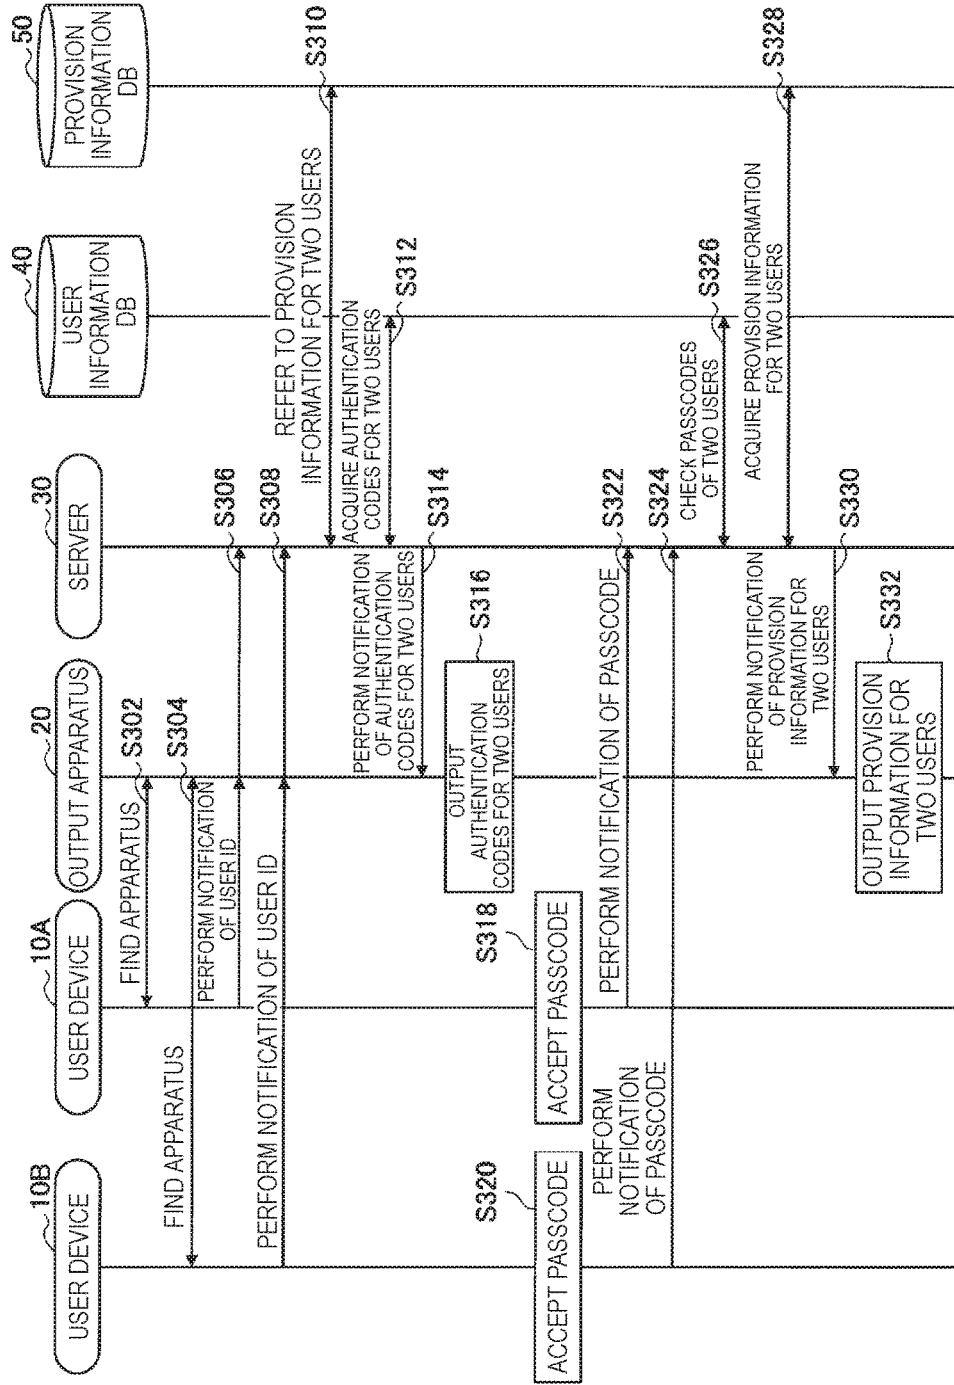 10B
USER DEVICE
10A
USER DEVICE
20
OUTPUT APPARATUS
30
SERVER
40
USER
INFORMATION
DB
50
PROVISION
INFORMATION
DB
FIND APPARATUS
S302
FIND APPARATUS
S304
PERFORM NOTIFICATION
OF USER ID
S306
PERFORM NOTIFICATION OF USER ID
S308
REFER TO PROVISION
INFORMATION FOR TWO USERS
S310
ACQUIRE AUTHENTICATION
CODES FOR TWO USERS
S312
PERFORM NOTIFICATION
OF AUTHENTICATION
CODES FOR TWO USERS
S314
OUTPUT
AUTHENTICATION
CODES FOR TWO USERS
S316
ACCEPT PASSCODE
S318
ACCEPT PASSCODE
S320
PERFORM NOTIFICATION OF PASSCODE
S322
PERFORM
NOTIFICATION
OF PASSCODE
S324
CHECK PASSCODES
OF TWO USERS
S326
ACQUIRE PROVISION INFORMATION
FOR TWO USERS
S328
PERFORM NOTIFICATION
OF PROVISION
INFORMATION FOR
TWO USERS
S330
OUTPUT PROVISION
INFORMATION FOR
TWO USERS
S332